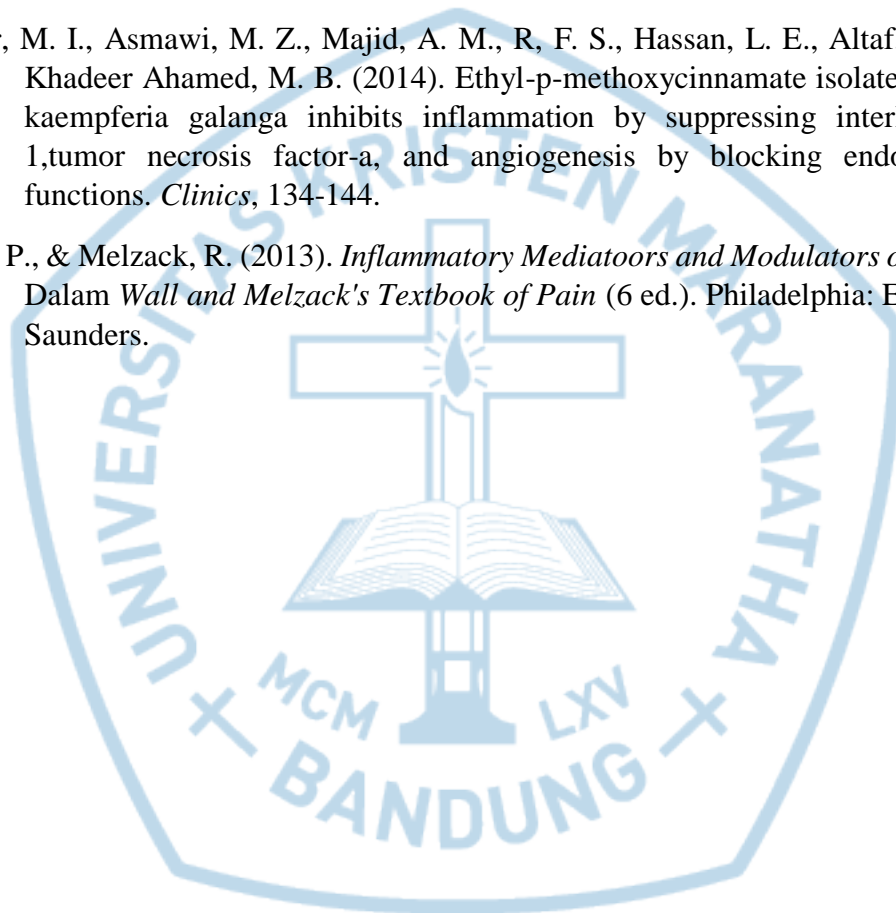 , M. I., Asmawi, M. Z., Majid, A. M., R, F. S., Hassan, L. E., Altaf
Khadeer Ahamed, M. B. (2014). Ethyl-p-methoxycinnamate isolate
kaempferia galanga inhibits inflammation by suppressing inter
1,tumor necrosis factor-a, and angiogenesis by blocking endo
functions. Clinics, 134-144.
P., & Melzack, R. (2013). Inflammatory Mediatoors and Modulators o
Dalam Wall and Melzack's Textbook of Pain (6 ed.). Philadelphia: E
Saunders.
UNIVERSITAS KRISTEN MARANATHA
MCM LXV
BANDUNG